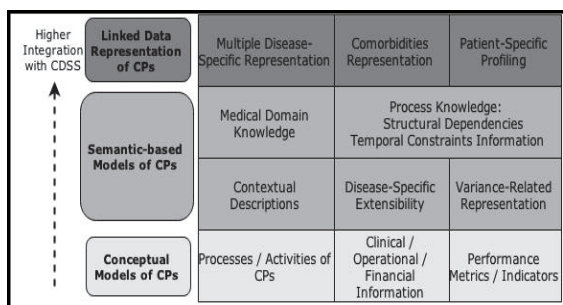 Higher
Integration
with CDSS
Linked Data
Representation
of CPs
Multiple Disease-
Specific Representation
Comorbidities
Representation
Patient-Specific
Profiling
Semantic-based
Models of CPs
Medical Domain
Knowledge
Process Knowledge:
Structural Dependencies
Temporal Constraints Information
Contextual
Descriptions
Disease-Specific
Extensibility
Variance-Related
Representation
Conceptual
Models of CPs
Processes / Activities of
CPs
Clinical /
Operational /
Financial
Information
Performance
Metrics / Indicators